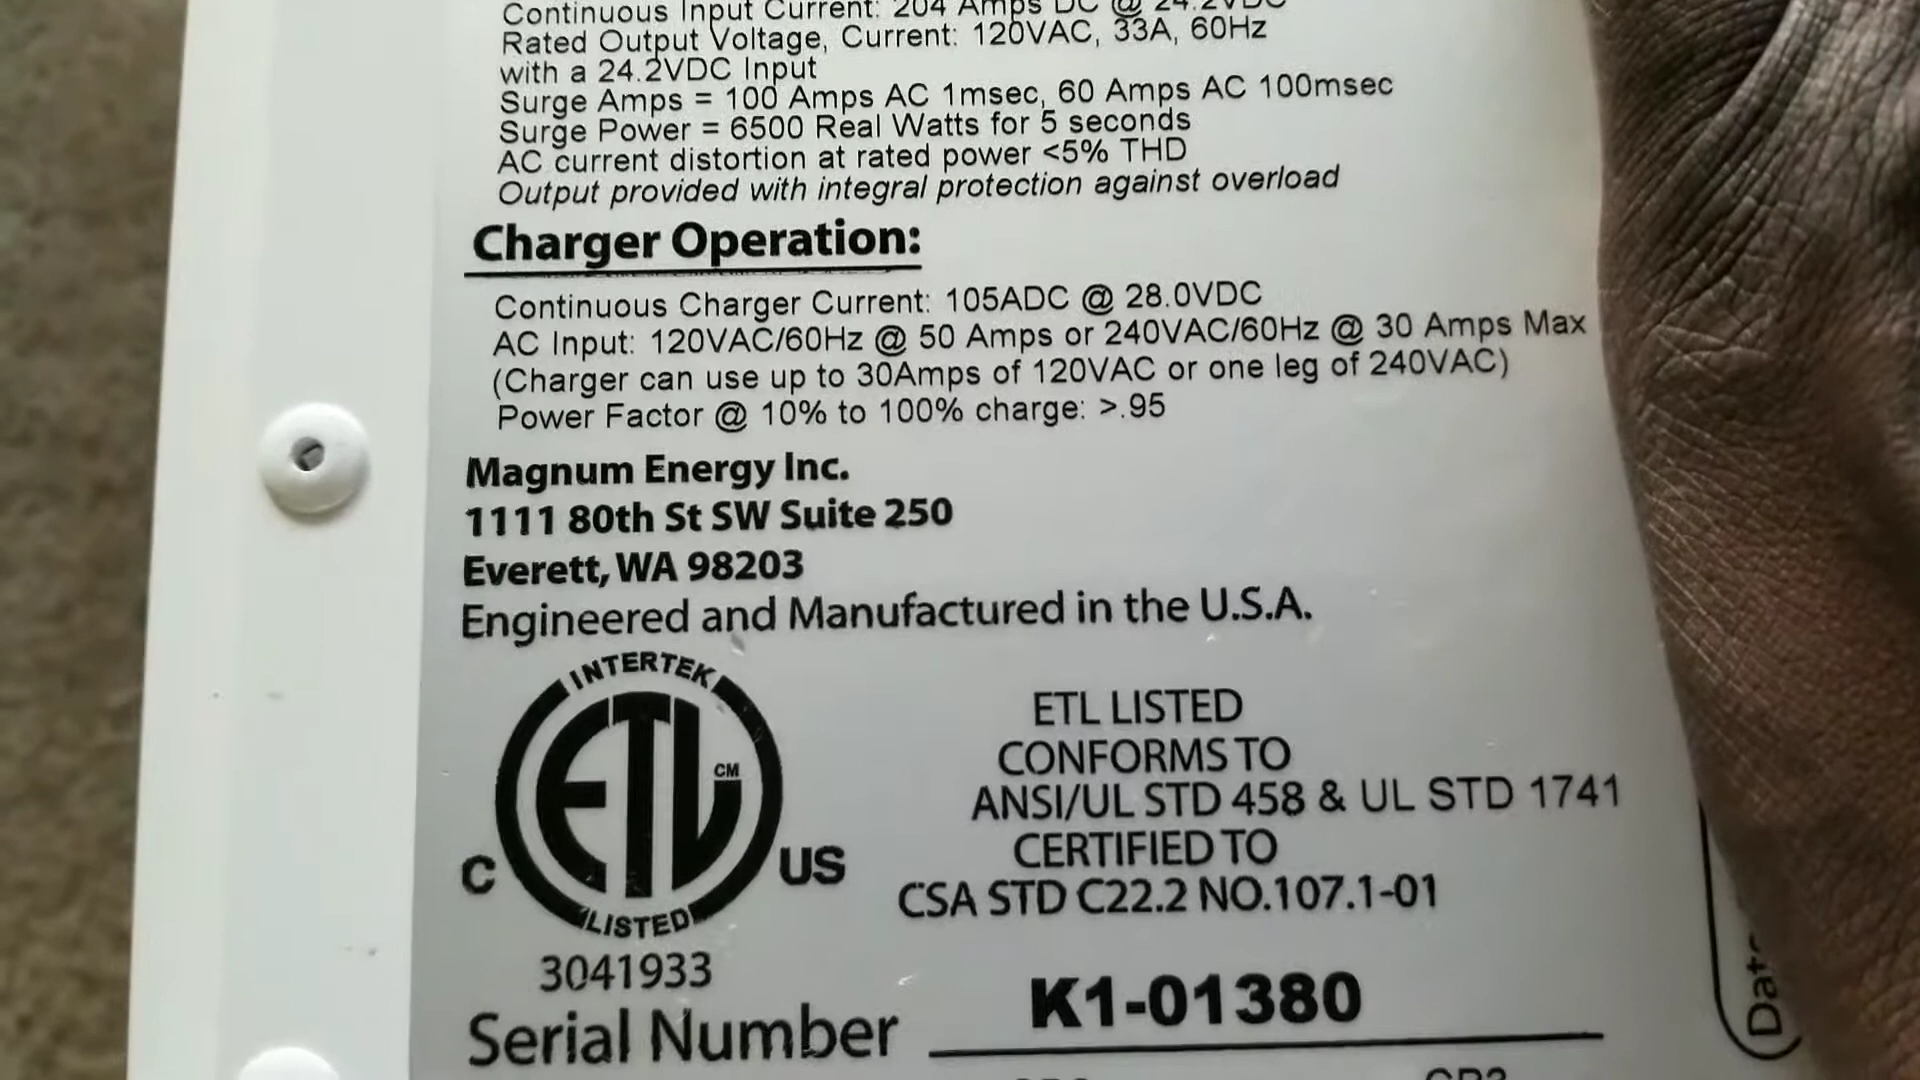 Continuous Input Current: 204 Amps DC @ 24.2VDC
Rated Output Voltage, Current: 120VAC, 33A, 60Hz
with a 24.2VDC Input
Surge Amps = 100 Amps AC 1msec, 60 Amps AC 100msec
Surge Power = 6500 Real Watts for 5 seconds
AC current distortion at rated power <5% THD
Output provided with integral protection against overload
Charger Operation:
Continuous Charger Current: 105ADC @ 28.0VDC
AC Input: 120VAC/60Hz @ 50 Amps or 240VAC/60Hz @ 30 Amps Max
(Charger can use up to 30Amps of 120VAC or one leg of 240VAC)
Power Factor @ 10% to 100% charge: >.95
Magnum Energy Inc.
1111 80th St SW Suite 250
Everett, WA 98203
Engineered and Manufactured in the U.S.A.
INTERTEK
ETL CM
C US
LISTED
3041933
ETL LISTED
CONFORMS TO
ANSI/UL STD 458 & UL STD 1741
CERTIFIED TO
CSA STD C22.2 NO.107.1-01
Serial Number K1-01380